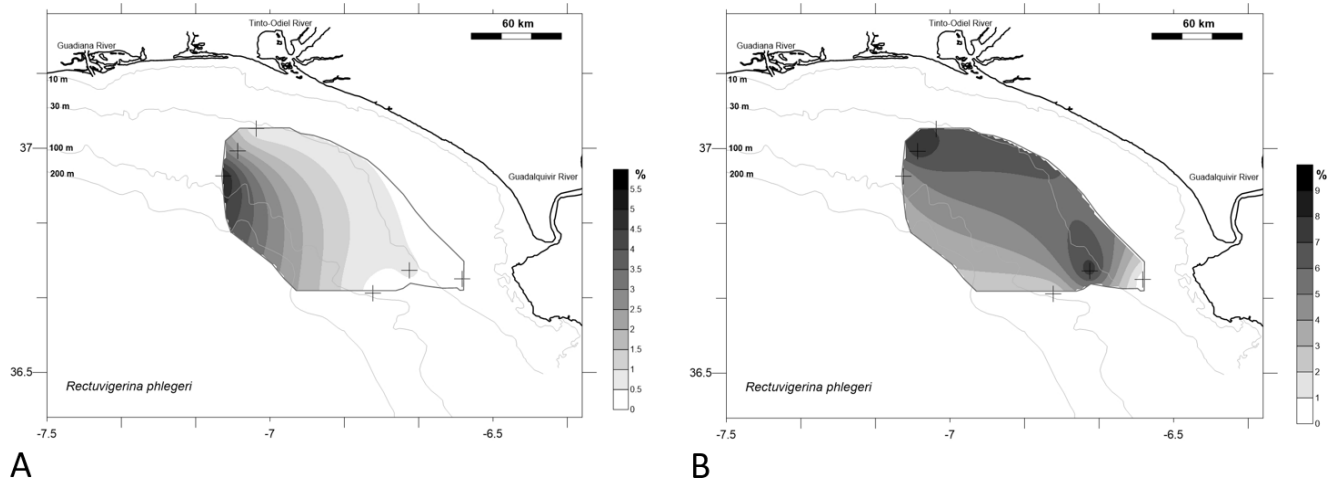 Tinto-Odiel River
60 km
Guadiana River
10 m
30 m
37
100 m
200 m
Guadalquivir River
%
5.5
5
4.5
4
3.5
3
2.5
2
1.5
1
0.5
0
36.5
Rectuvigerina phlegeri
-7.5
-7
-6.5
A
Tinto-Odiel River
60 km
Guadiana River
10 m
30 m
37
100 m
200 m
Guadalquivir River
%
9
8
7
6
5
4
3
2
1
0
36.5
Rectuvigerina phlegeri
-7.5
-7
-6.5
B